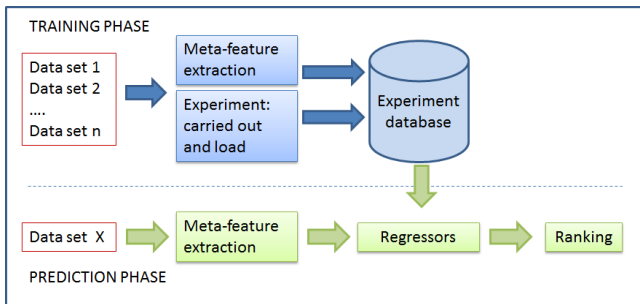 TRAINING PHASE
Data set 1
Data set 2
....
Data set n
Meta-feature
extraction
Experiment:
carried out
and load
Experiment
database
Data set X
Meta-feature
extraction
Regressors
Ranking
PREDICTION PHASE